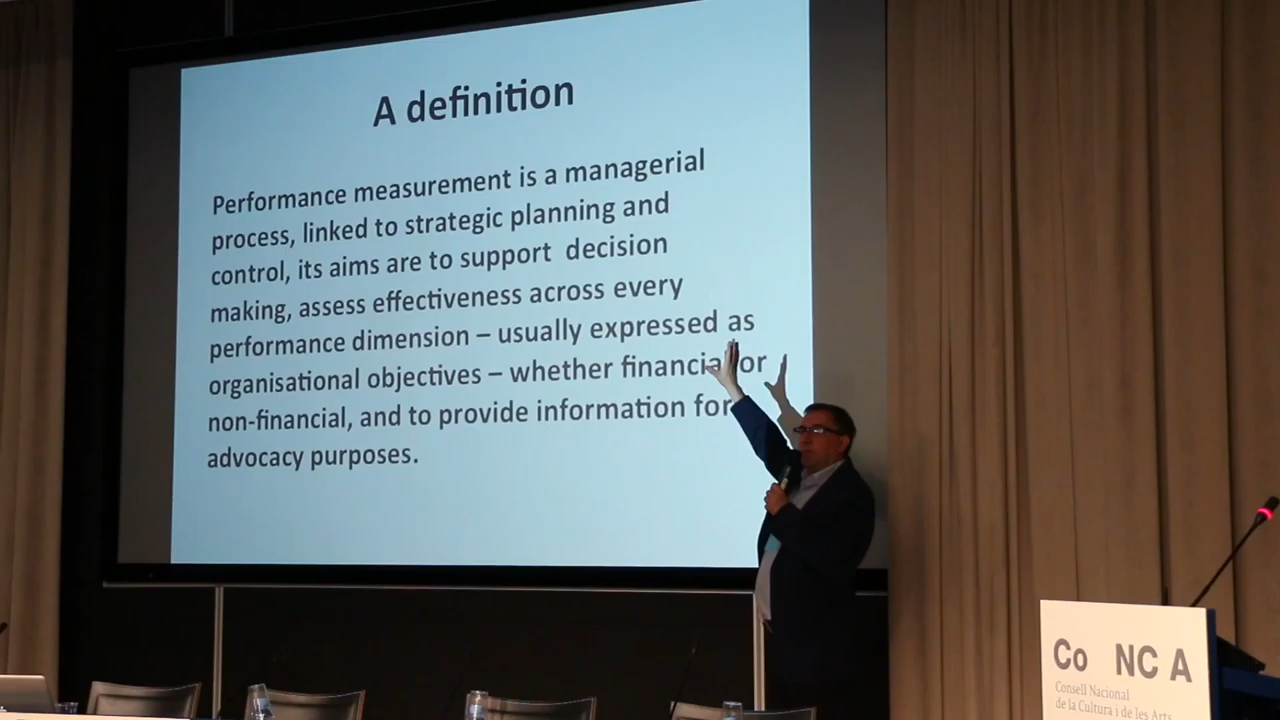 A definition
Performance measurement is a managerial
process, linked to strategic planning and
control, its aims are to support decision
making, assess effectiveness across every
performance dimension – usually expressed as
organisational objectives – whether financial or
non-financial, and to provide information for
advocacy purposes.
Co NC A
Consell Nacional
de la Cultura i de les Arts